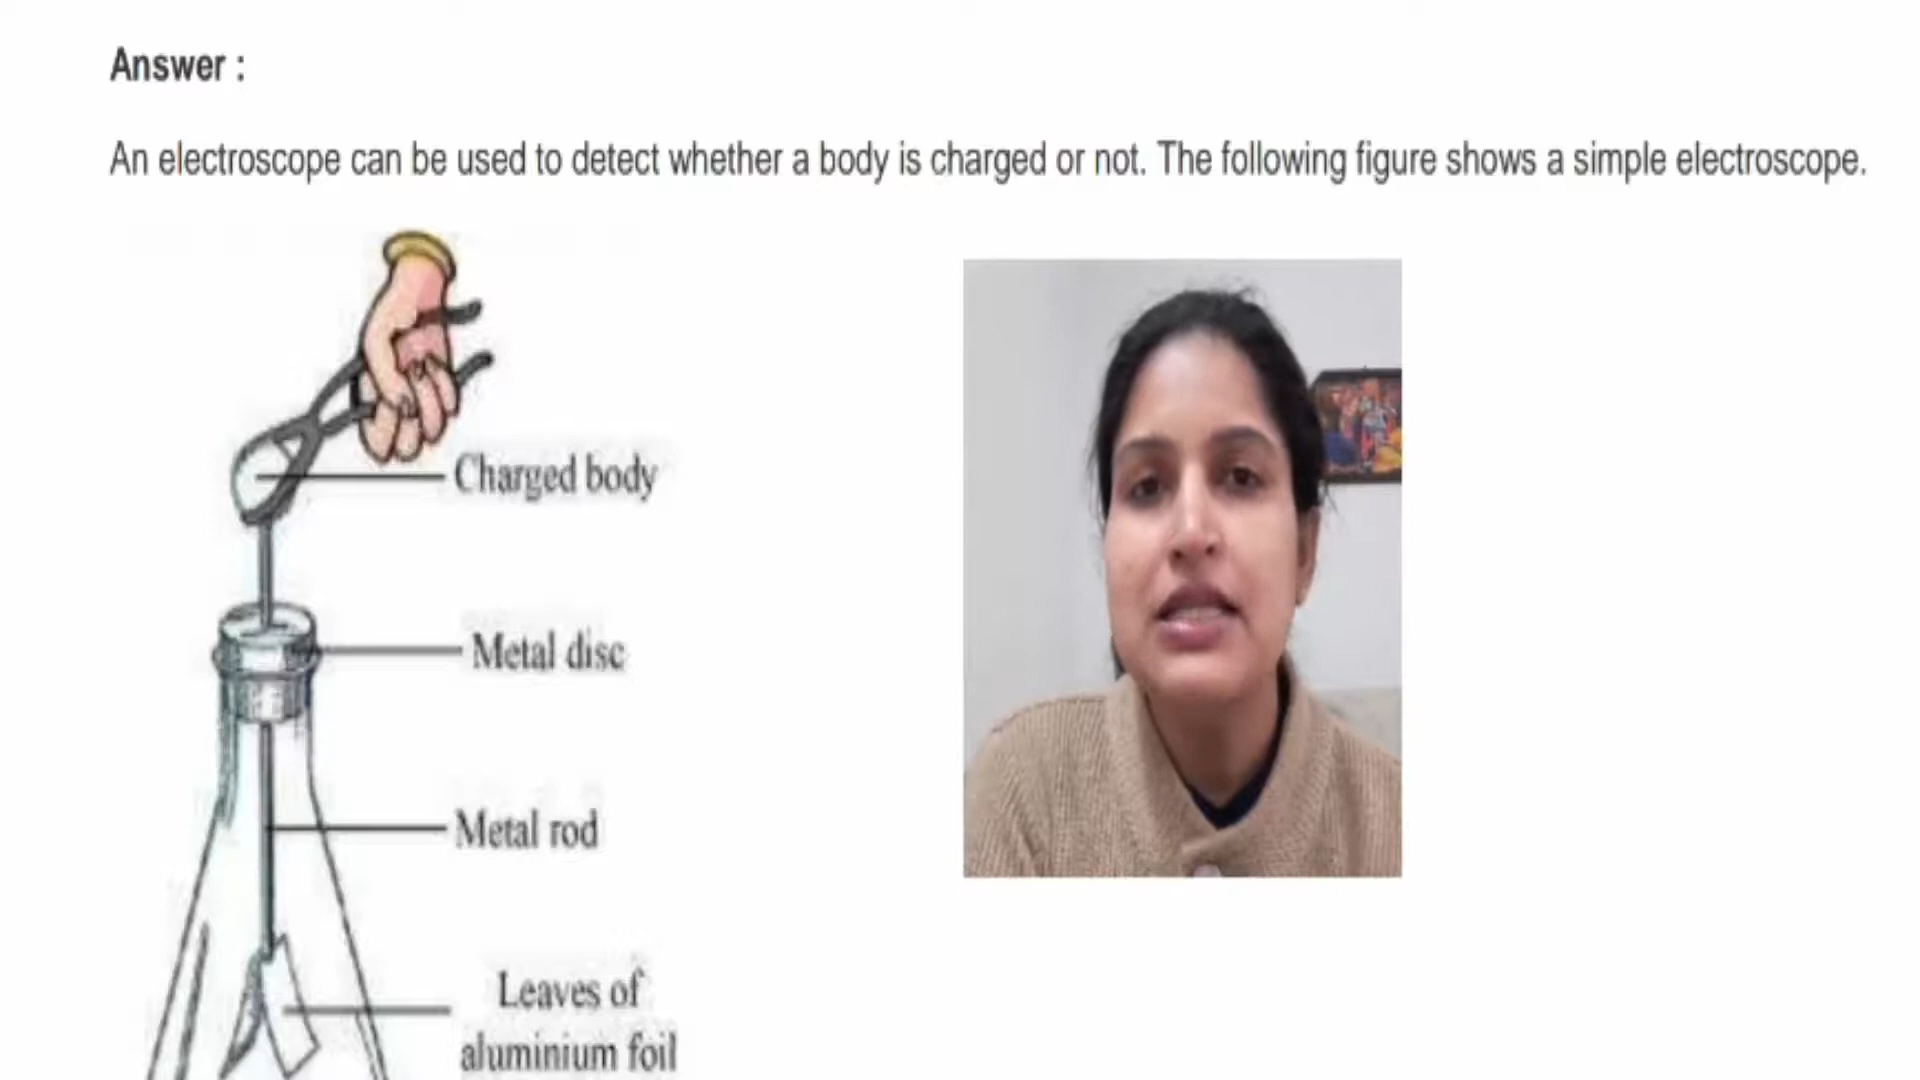 Answer :
An electroscope can be used to detect whether a body is charged or not. The following figure shows a simple electroscope.
Charged body
Metal disc
Metal rod
Leaves of
aluminium foil